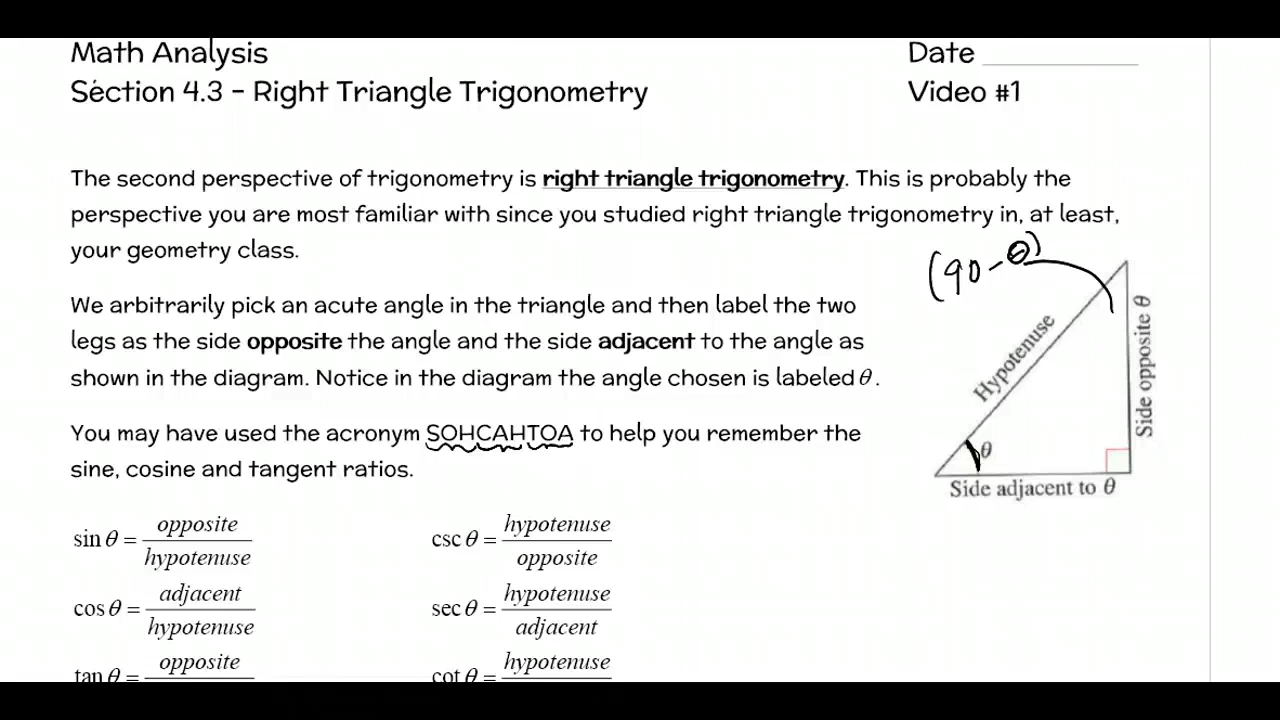 Math Analysis
Date ____________
Section 4.3 – Right Triangle Trigonometry
Video #1
The second perspective of trigonometry is right triangle trigonometry. This is probably the
perspective you are most familiar with since you studied right triangle trigonometry in, at least,
your geometry class.
(90 - θ)
We arbitrarily pick an acute angle in the triangle and then label the two
legs as the side opposite the angle and the side adjacent to the angle as
shown in the diagram. Notice in the diagram the angle chosen is labeled θ .
Hypotenuse
Side opposite θ
θ
Side adjacent to θ
You may have used the acronym SOHCAHTOA to help you remember the
sine, cosine and tangent ratios.
sin θ = opposite / hypotenuse
csc θ = hypotenuse / opposite
cos θ = adjacent / hypotenuse
sec θ = hypotenuse / adjacent
tan θ = opposite
cot θ = hypotenuse